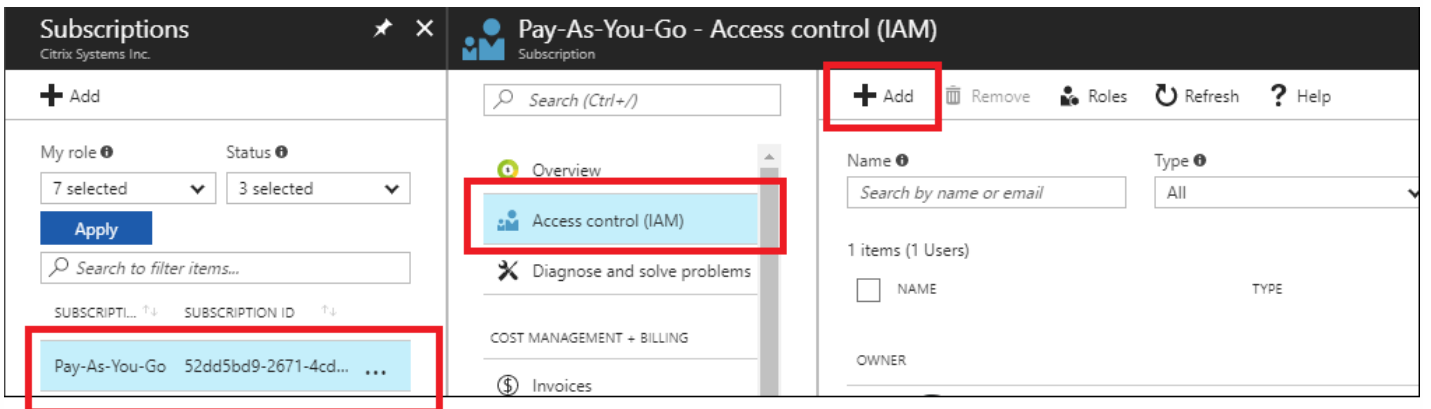 Subscriptions
Citrix Systems Inc.
Add
My role
Status
7 selected
3 selected
Apply
Search to filter items...
SUBSCRIPTI...
SUBSCRIPTION ID
Pay-As-You-Go
52dd5bd9-2671-4cd...
...
Pay-As-You-Go - Access control (IAM)
Subscription
Search (Ctrl+/)
Overview
Access control (IAM)
Diagnose and solve problems
COST MANAGEMENT + BILLING
Invoices
Add
Remove
Roles
Refresh
? Help
Name
Type
Search by name or email
All
1 items (1 Users)
NAME
TYPE
OWNER